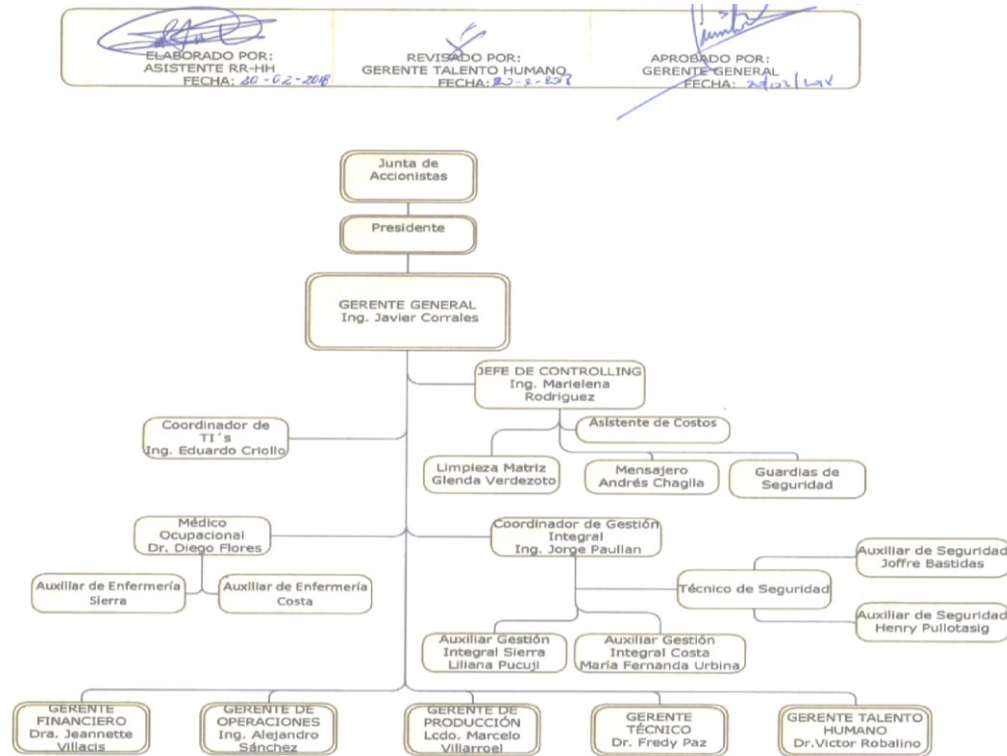 ELABORADO POR:
ASISTENTE RR-HH
FECHA: 20-02-2018
REVISADO POR:
GERENTE TALENTO HUMANO
FECHA:
APROBADO POR:
GERENTE GENERAL
FECHA:
Junta de
Accionistas
Presidente
GERENTE GENERAL
Ing. Javier Corrales
JEFE DE CONTROLLING
Ing. Marielena
Rodriguez
Coordinador de
TI´s
Ing. Eduardo Criollo
Asistente de Costos
Limpieza Matriz
Glenda Verdezoto
Mensajero
Andrés Chaglla
Guardias de
Seguridad
Médico
Ocupacional
Dr. Diego Flores
Coordinador de Gestión
Integral
Ing. Jorge Paullan
Auxiliar de Enfermería
Sierra
Auxiliar de Enfermería
Costa
Técnico de Seguridad
Auxiliar de Seguridad
Joffre Bastidas
Auxiliar de Seguridad
Henry Pullotasig
Auxiliar Gestión
Integral Sierra
Liliana Pucuji
Auxiliar Gestión
Integral Costa
María Fernanda Urbina
GERENTE
FINANCIERO
Dra. Jeannette
Villacis
GERENTE DE
OPERACIONES
Ing. Alejandro
Sánchez
GERENTE DE
PRODUCCIÓN
Lcdo. Marcelo
Villarroel
GERENTE
TÉCNICO
Dr. Fredy Paz
GERENTE TALENTO
HUMANO
Dr.Victor Robalino